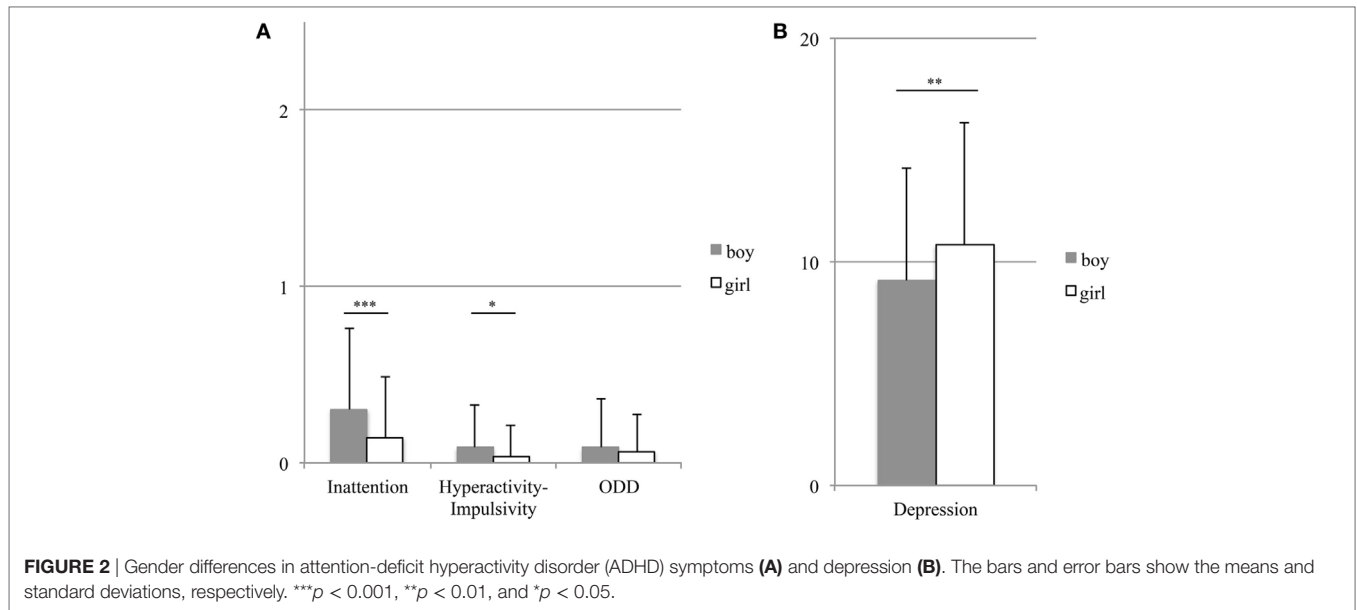 A
2
1
0
***
*
Inattention
Hyperactivity-
Impulsivity
ODD
boy
girl
B
20
10
0
**
Depression
boy
girl
FIGURE 2 | Gender differences in attention-deficit hyperactivity disorder (ADHD) symptoms (A) and depression (B). The bars and error bars show the means and
standard deviations, respectively. ***p < 0.001, **p < 0.01, and *p < 0.05.